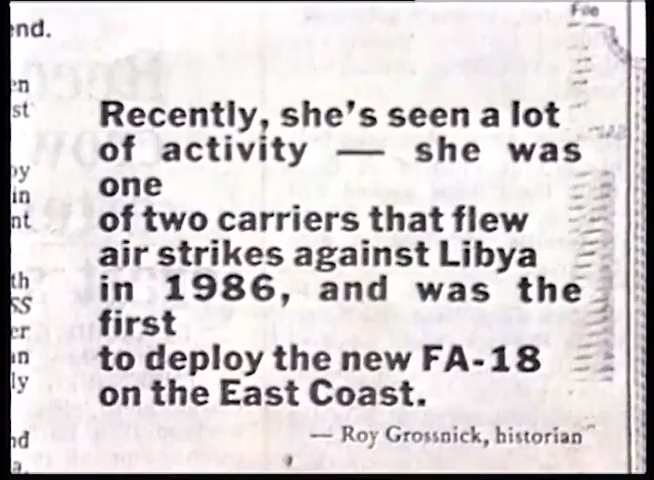 end.
Recently, she's seen a lot
of activity — she was
one
of two carriers that flew
air strikes against Libya
in 1986, and was the
first
to deploy the new FA-18
on the East Coast.
— Roy Grossnick, historian